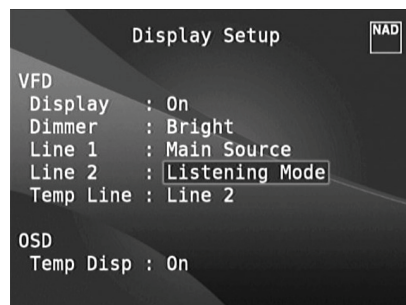 Display Setup
NAD
VFD
Display : On
Dimmer : Bright
Line 1 : Main Source
Line 2 : Listening Mode
Temp Line : Line 2
OSD
Temp Disp : On